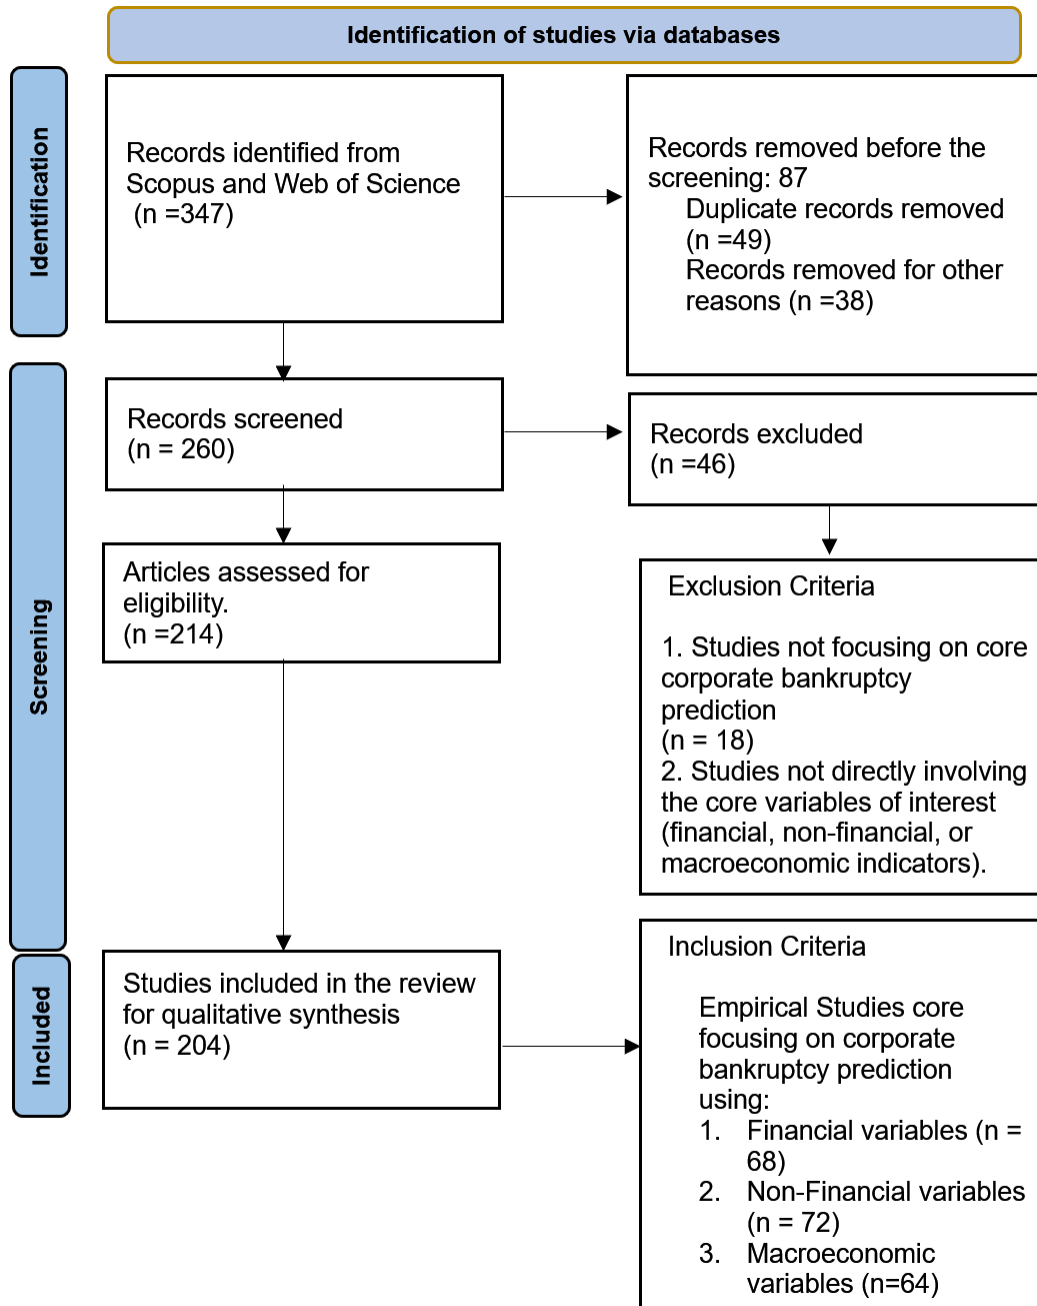 Identification of studies via databases
Identification
Records identified from
Scopus and Web of Science
(n =347)
Records removed before the
screening: 87
Duplicate records removed
(n =49)
Records removed for other
reasons (n =38)
Screening
Records screened
(n = 260)
Records excluded
(n =46)
Articles assessed for
eligibility.
(n =214)
Exclusion Criteria
1. Studies not focusing on core
corporate bankruptcy
prediction
(n = 18)
2. Studies not directly involving
the core variables of interest
(financial, non-financial, or
macroeconomic indicators).
Included
Studies included in the review
for qualitative synthesis
(n = 204)
Inclusion Criteria
Empirical Studies core
focusing on corporate
bankruptcy prediction
using:
1. Financial variables (n =
68)
2. Non-Financial variables
(n = 72)
3. Macroeconomic
variables (n=64)